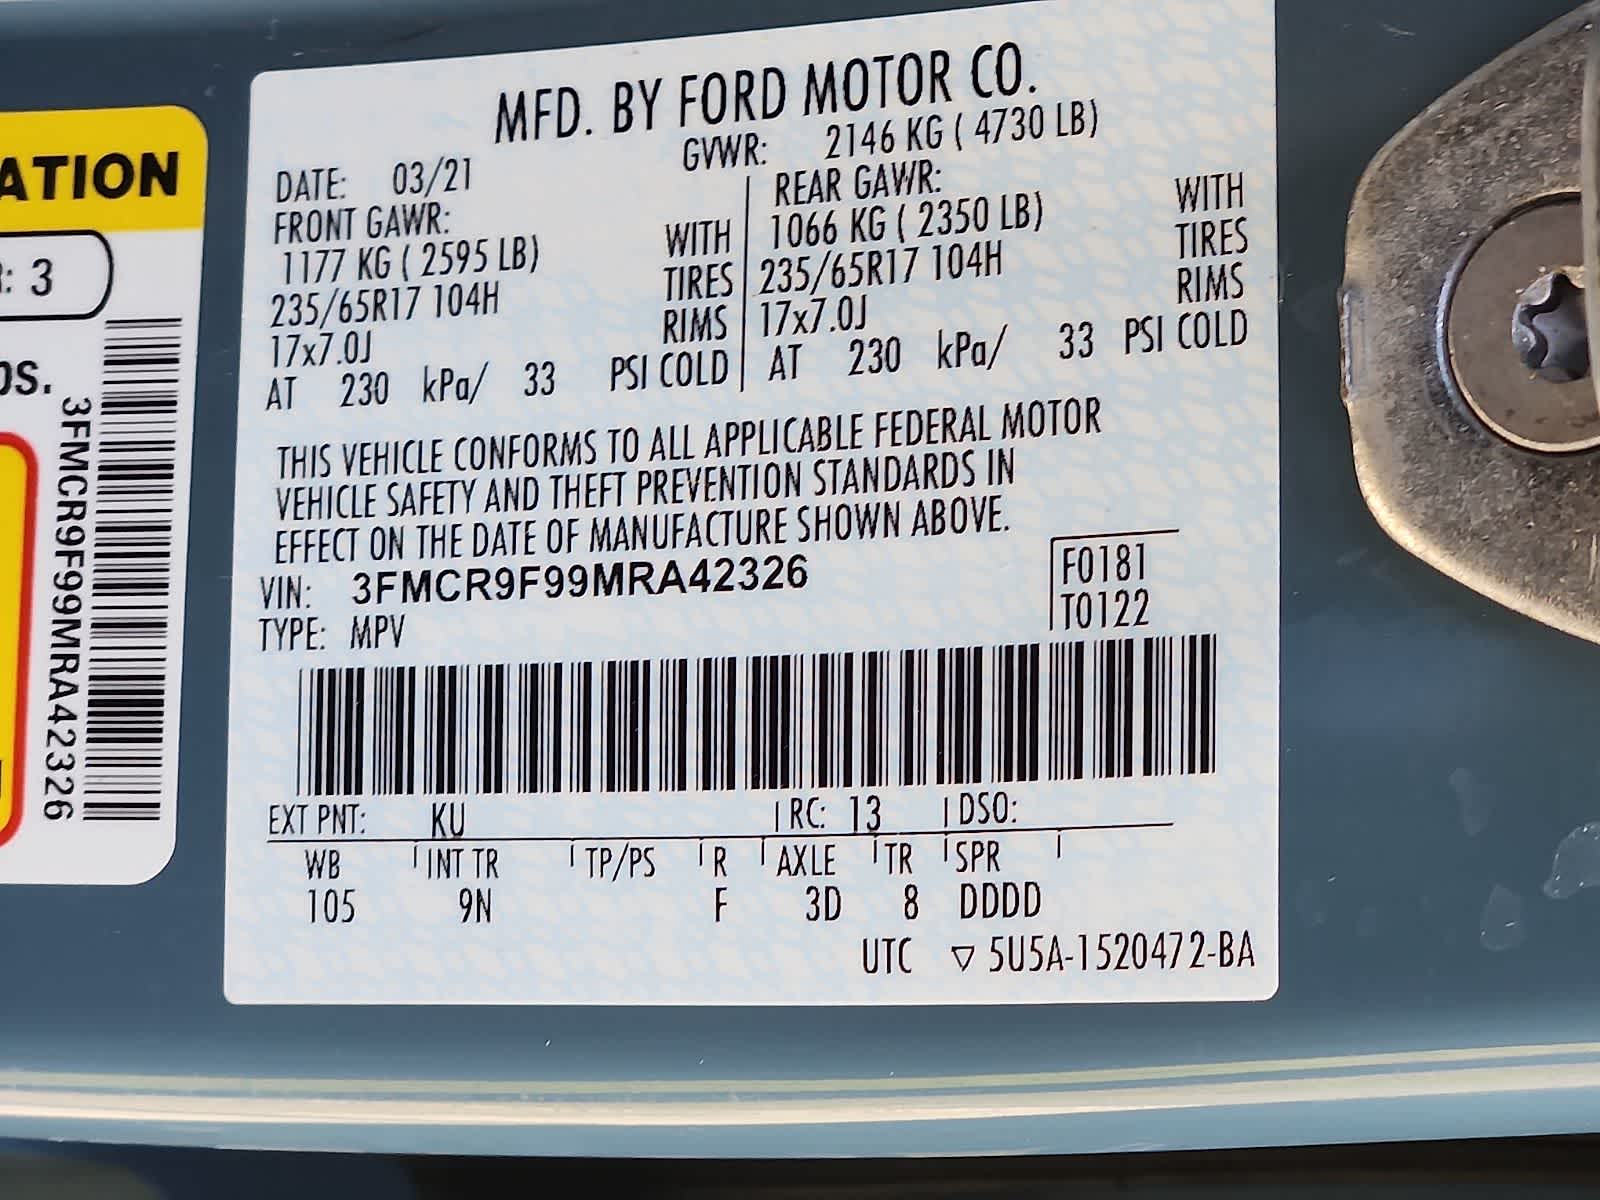 MFD. BY FORD MOTOR CO.
DATE: 03/21 GVWR: 2146 KG ( 4730 LB)
FRONT GAWR: REAR GAWR:
1177 KG ( 2595 LB) WITH 1066 KG ( 2350 LB) WITH
235/65R17 104H TIRES 235/65R17 104H TIRES
17x7.0J RIMS 17x7.0J RIMS
AT 230 kPa/ 33 PSI COLD AT 230 kPa/ 33 PSI COLD
THIS VEHICLE CONFORMS TO ALL APPLICABLE FEDERAL MOTOR
VEHICLE SAFETY AND THEFT PREVENTION STANDARDS IN
EFFECT ON THE DATE OF MANUFACTURE SHOWN ABOVE.
VIN: 3FMCR9F99MRA42326 F0181
TYPE: MPV T0122
EXT PNT: KU RC: 13 DSO:
WB INT TR TP/PS R AXLE TR SPR
105 9N F 3D 8 DDDD
UTC ▽ 5U5A-1520472-BA
ATION
: 3
3FMCR9F99MRA42326